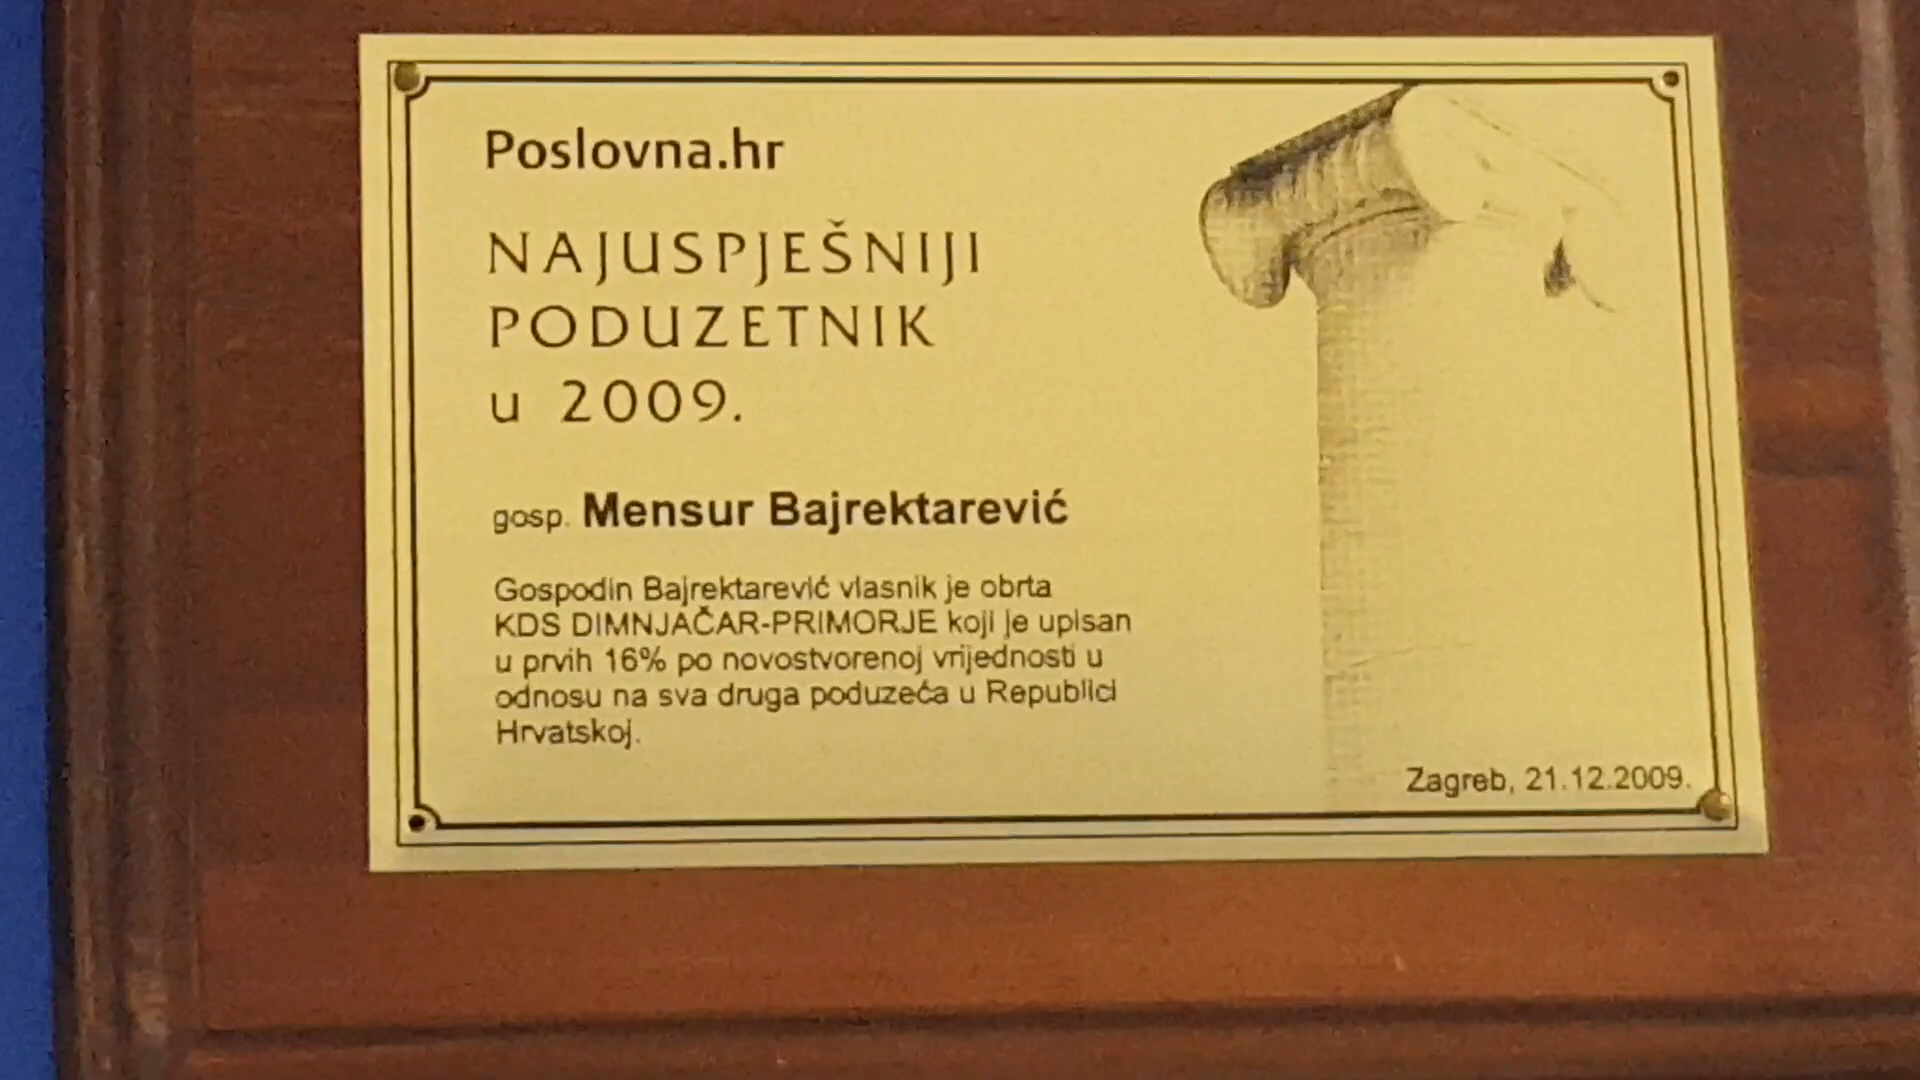 Poslovna.hr
NAJUSPJEŠNIJI
PODUZETNIK
u 2009.
gosp. Mensur Bajrektarević
Gospodin Bajrektarević vlasnik je obrta
KDS DIMNJAČAR-PRIMORJE koji je upisan
u prvih 16% po novostvorenoj vrijednosti u
odnosu na sva druga poduzeća u Republici
Hrvatskoj.
Zagreb, 21.12.2009.